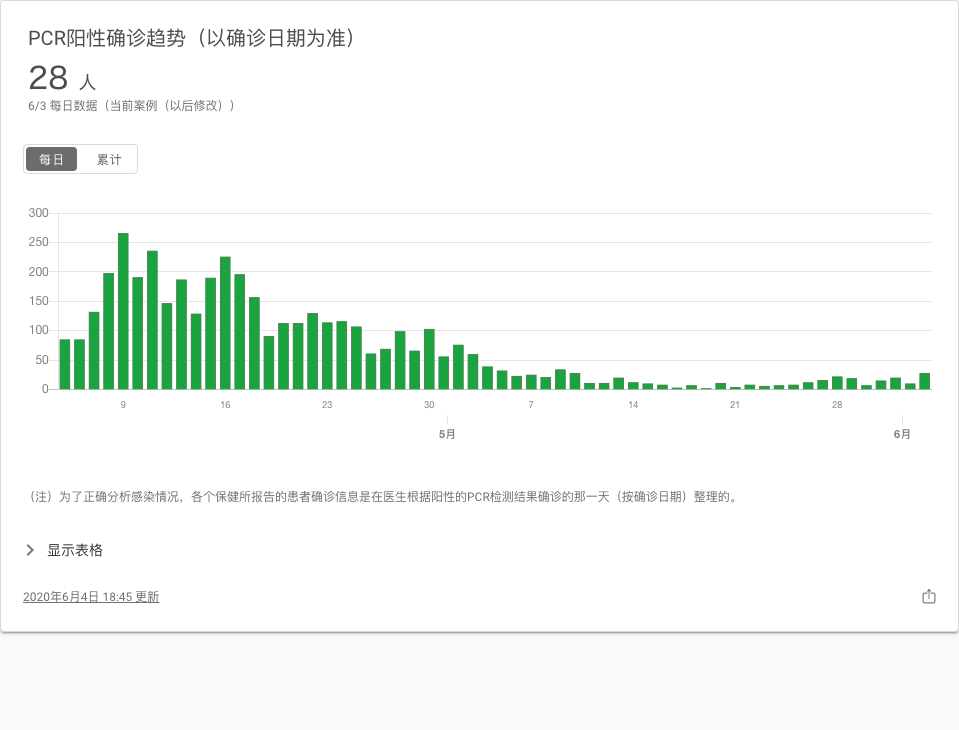 PCR阳性确诊趋势（以确诊日期为准）
28 人
6/3 每日数据（当前案例（以后修改））
每日 累计
300
250
200
150
100
50
0
9 16 23 30 7 14 21 28
5月 6月
（注）为了正确分析感染情况，各个保健所报告的患者确诊信息是在医生根据阳性的PCR检测结果确诊的那一天（按确诊日期）整理的。
显示表格
2020年6月4日 18:45 更新